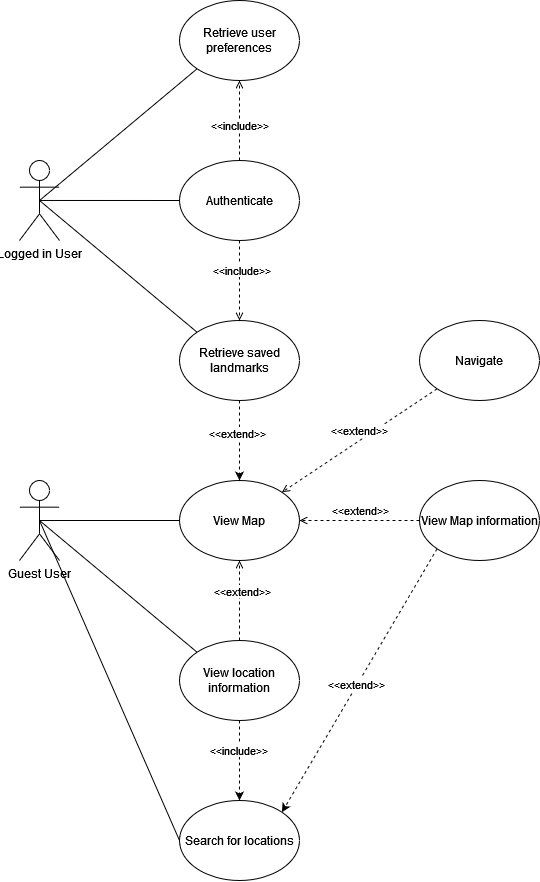 Retrieve user
preferences
<<include>>
Authenticate
Logged in User
<<include>>
Retrieve saved
landmarks
Navigate
<<extend>>
<<extend>>
View Map
<<extend>>
View Map information
Guest User
<<extend>>
View location
information
<<extend>>
<<include>>
Search for locations